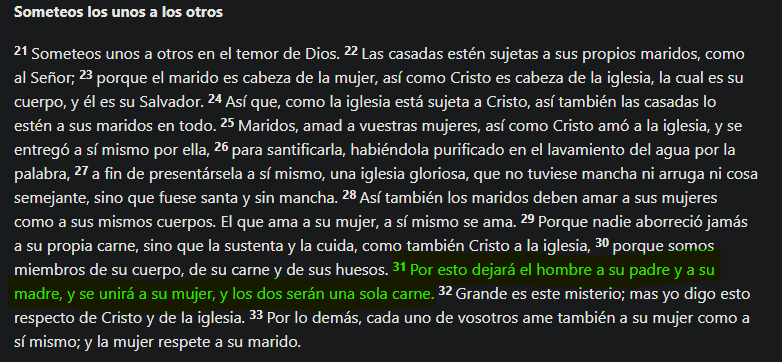 Someteos los unos a los otros
21 Someteos unos a otros en el temor de Dios. 22 Las casadas estén sujetas a sus propios maridos, como
al Señor; 23 porque el marido es cabeza de la mujer, así como Cristo es cabeza de la iglesia, la cual es su
cuerpo, y él es su Salvador. 24 Así que, como la iglesia está sujeta a Cristo, así también las casadas lo
estén a sus maridos en todo. 25 Maridos, amad a vuestras mujeres, así como Cristo amó a la iglesia, y se
entregó a sí mismo por ella, 26 para santificarla, habiéndola purificado en el lavamiento del agua por la
palabra, 27 a fin de presentársela a sí mismo, una iglesia gloriosa, que no tuviese mancha ni arruga ni cosa
semejante, sino que fuese santa y sin mancha. 28 Así también los maridos deben amar a sus mujeres
como a sus mismos cuerpos. El que ama a su mujer, a sí mismo se ama. 29 Porque nadie aborreció jamás
a su propia carne, sino que la sustenta y la cuida, como también Cristo a la iglesia, 30 porque somos
miembros de su cuerpo, de su carne y de sus huesos. 31 Por esto dejará el hombre a su padre y a su
madre, y se unirá a su mujer, y los dos serán una sola carne. 32 Grande es este misterio; mas yo digo esto
respecto de Cristo y de la iglesia. 33 Por lo demás, cada uno de vosotros ame también a su mujer como a
sí mismo; y la mujer respete a su marido.